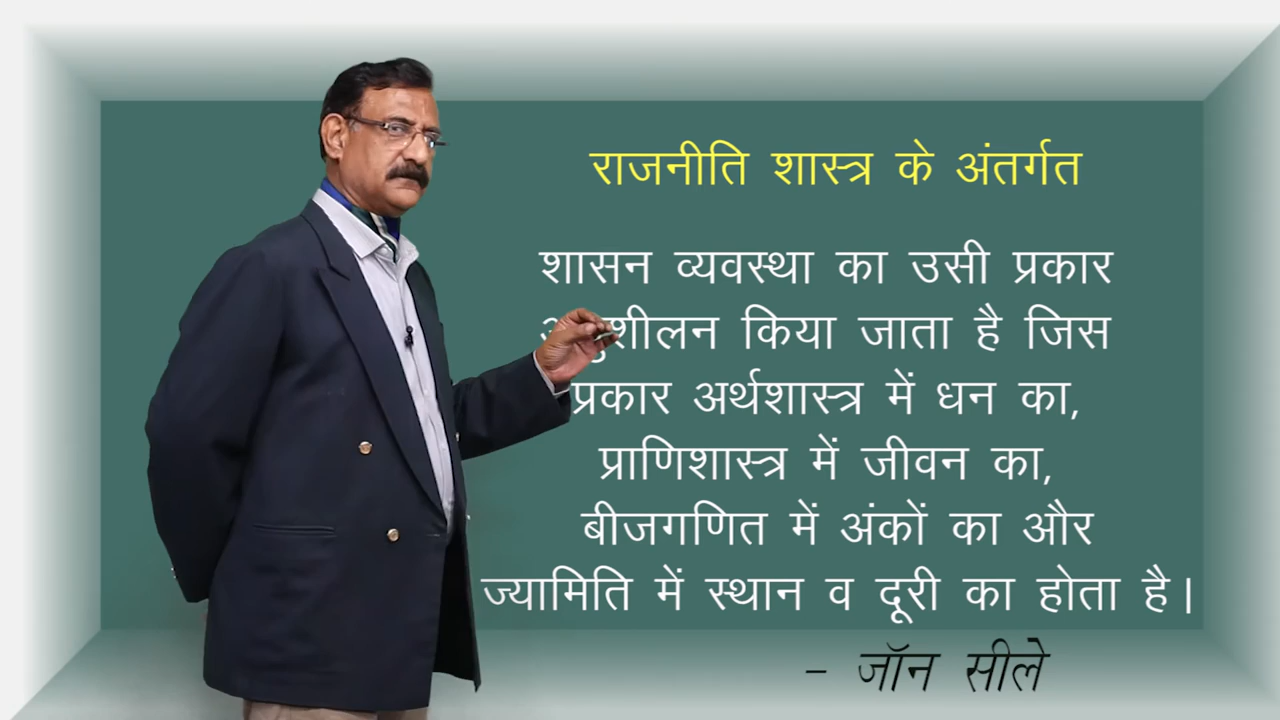 राजनीति शास्त्र के अंतर्गत
शासन व्यवस्था का उसी प्रकार
किया जाता है जिस
प्रकार अर्थशास्त्र में धन का,
प्राणिशास्त्र में जीवन का,
बीजगणित में अंकों का और
ज्यामिति में स्थान व दूरी का होता है।
- जॉन सीले